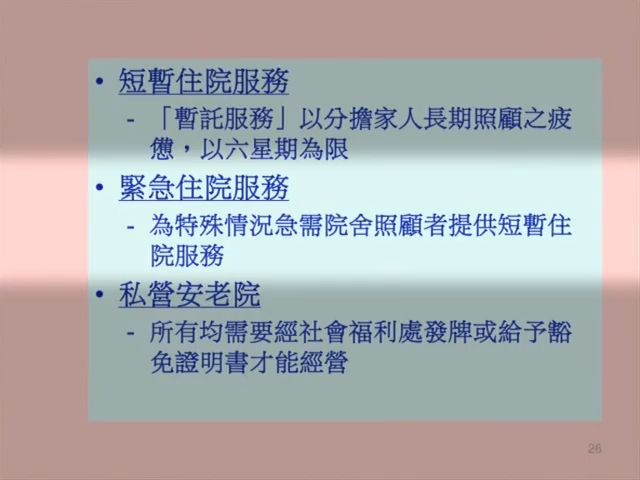 • 短暫住院服務
- 「暫託服務」以分擔家人長期照顧之疲
憊，以六星期為限
• 緊急住院服務
- 為特殊情況急需院舍照顧者提供短暫住
院服務
• 私營安老院
- 所有均需要經社會福利處發牌或給予豁
免證明書才能經營
26